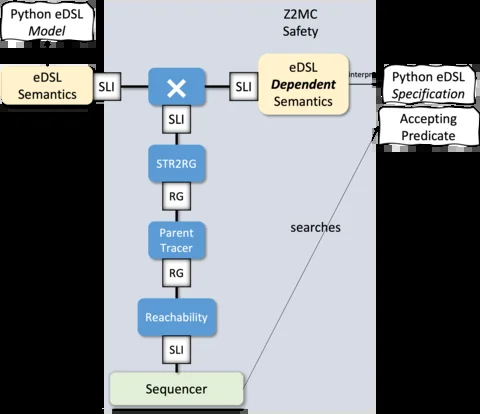 Python eDSL
Model
Z2MC
Safety
eDSL
Semantics
SLI
×
SLI
eDSL
Dependent
Semantics
Python eDSL
Specification
Accepting
Predicate
SLI
STR2RG
RG
searches
Parent
Tracer
RG
Reachability
SLI
Sequencer